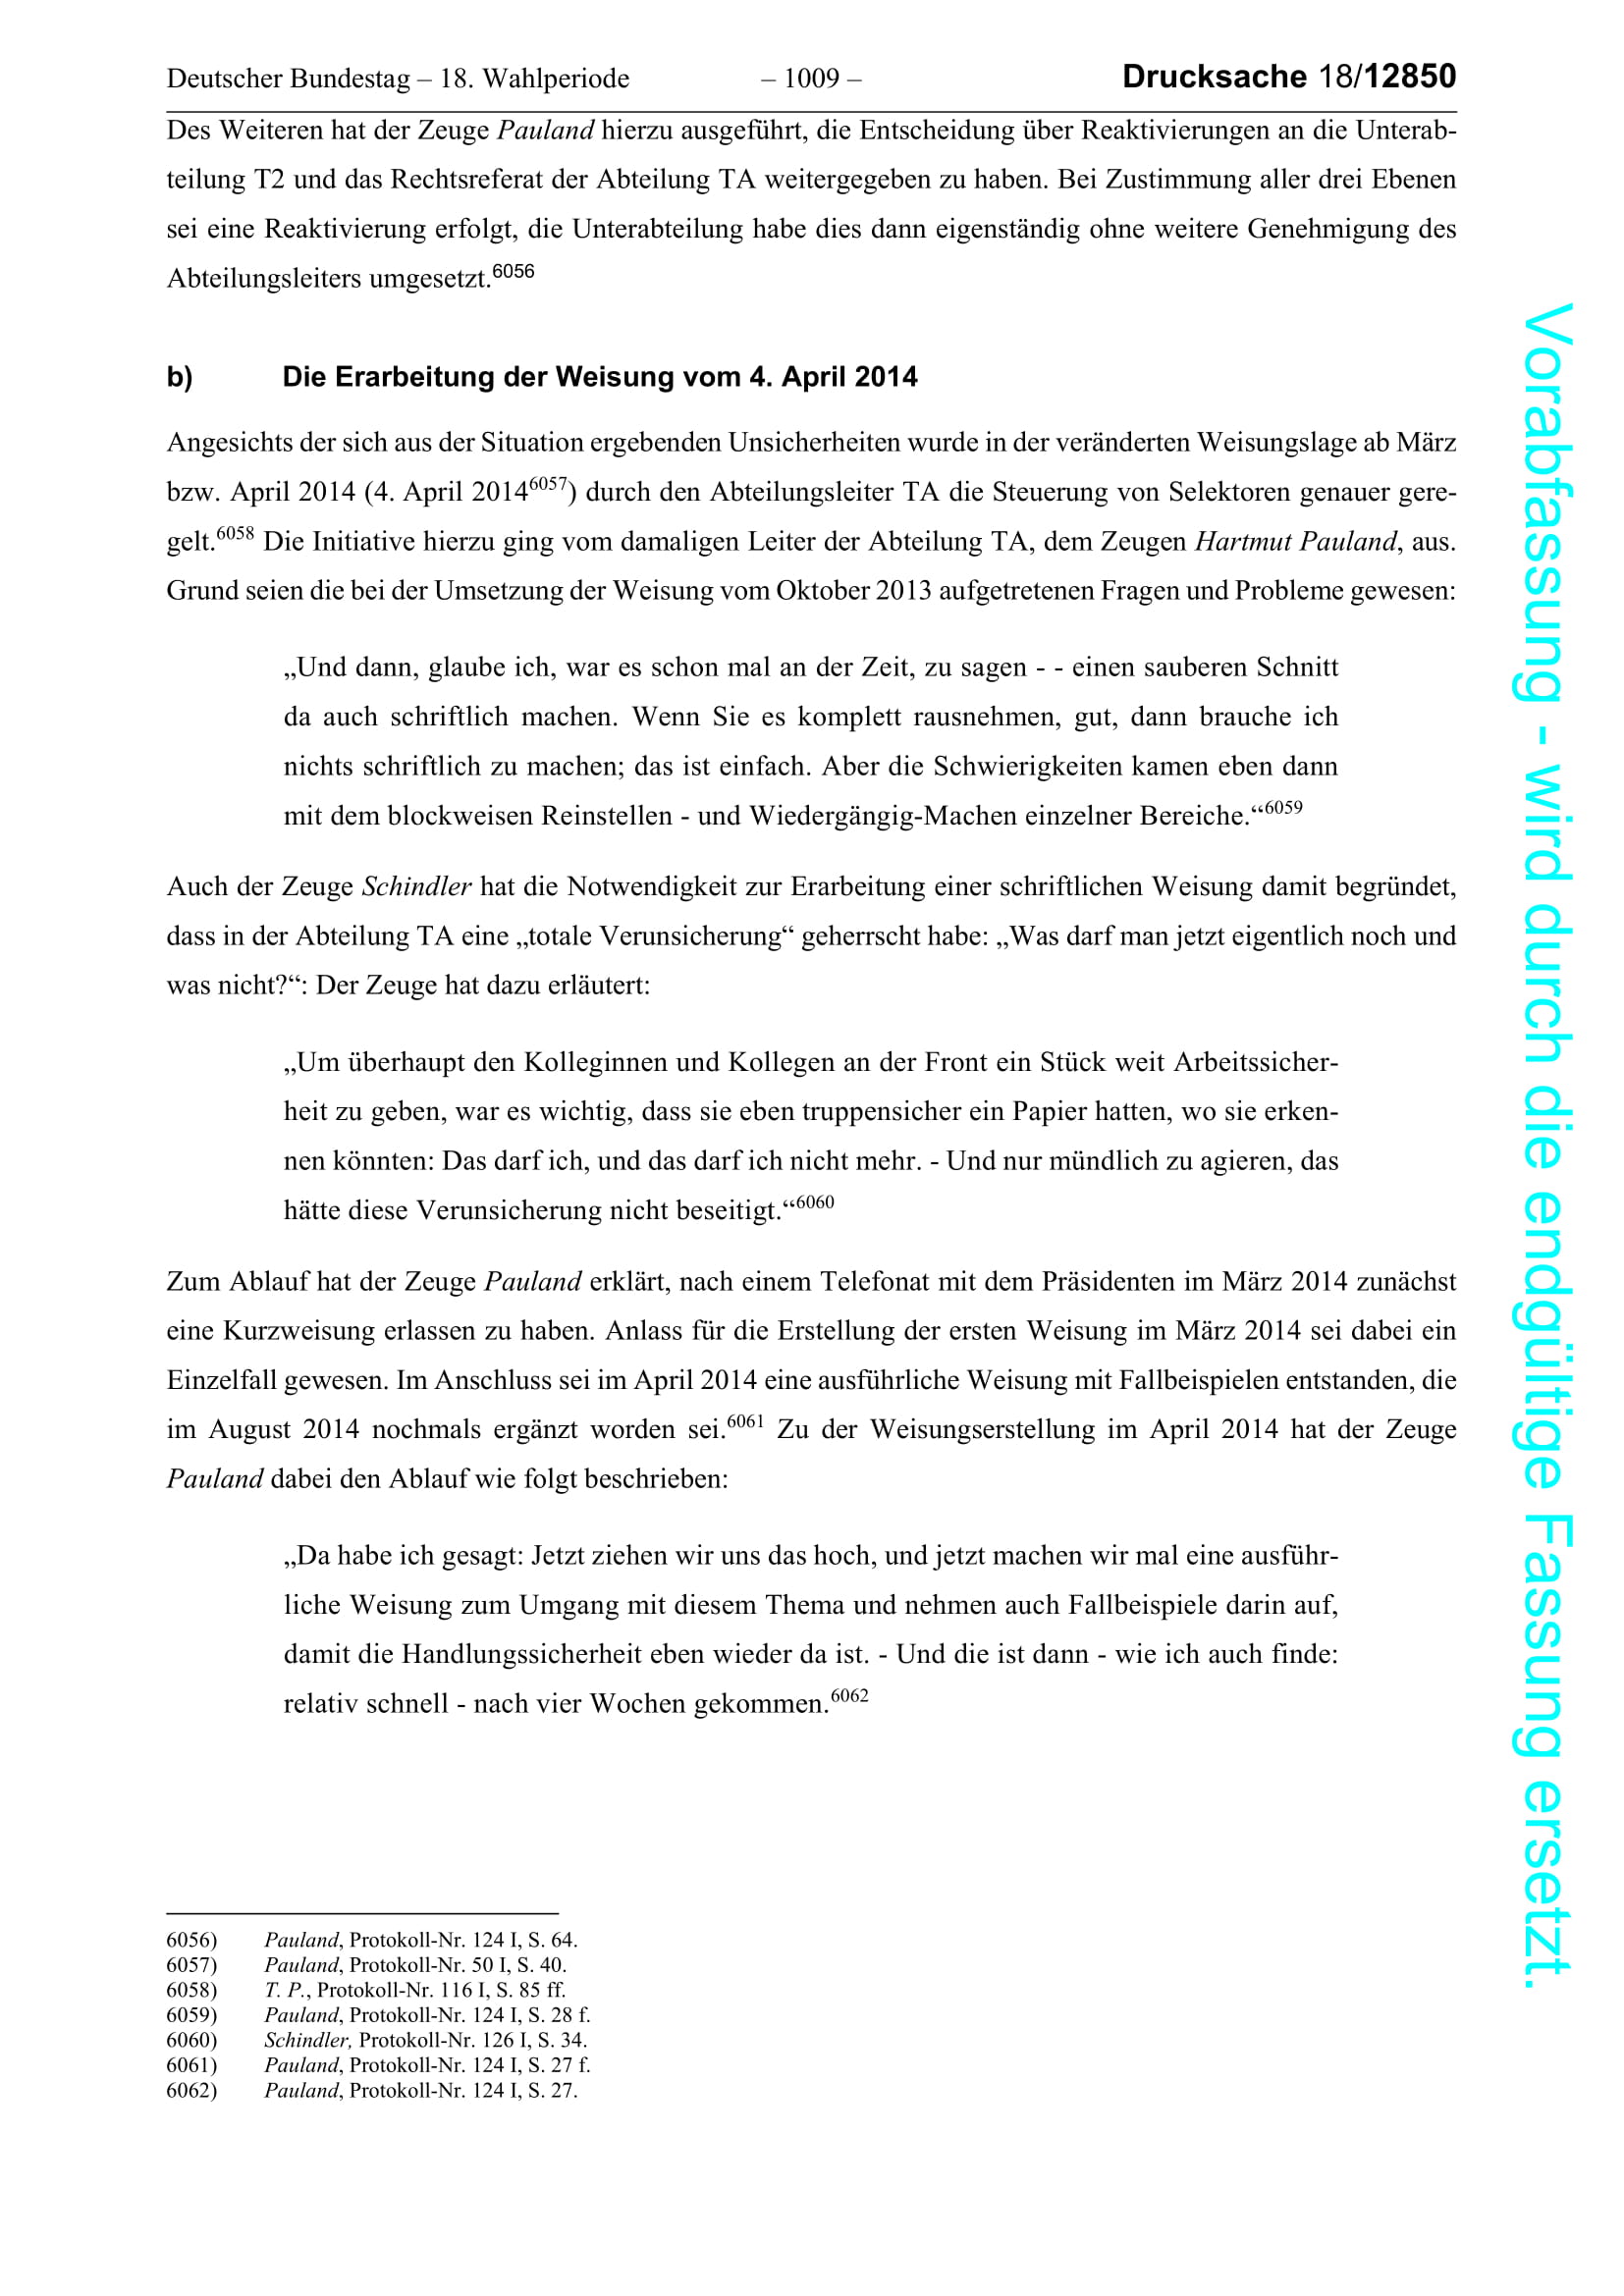 Deutscher Bundestag – 18. Wahlperiode – 1009 – Drucksache 18/12850
Des Weiteren hat der Zeuge Pauland hierzu ausgeführt, die Entscheidung über Reaktivierungen an die Unterab-
teilung T2 und das Rechtsreferat der Abteilung TA weitergegeben zu haben. Bei Zustimmung aller drei Ebenen
sei eine Reaktivierung erfolgt, die Unterabteilung habe dies dann eigenständig ohne weitere Genehmigung des
Abteilungsleiters umgesetzt.6056
b) Die Erarbeitung der Weisung vom 4. April 2014
Angesichts der sich aus der Situation ergebenden Unsicherheiten wurde in der veränderten Weisungslage ab März
bzw. April 2014 (4. April 20146057) durch den Abteilungsleiter TA die Steuerung von Selektoren genauer gere-
gelt.6058 Die Initiative hierzu ging vom damaligen Leiter der Abteilung TA, dem Zeugen Hartmut Pauland, aus.
Grund seien die bei der Umsetzung der Weisung vom Oktober 2013 aufgetretenen Fragen und Probleme gewesen:
„Und dann, glaube ich, war es schon mal an der Zeit, zu sagen - - einen sauberen Schnitt
da auch schriftlich machen. Wenn Sie es komplett rausnehmen, gut, dann brauche ich
nichts schriftlich zu machen; das ist einfach. Aber die Schwierigkeiten kamen eben dann
mit dem blockweisen Reinstellen - und Wiedergängig-Machen einzelner Bereiche.“6059
Auch der Zeuge Schindler hat die Notwendigkeit zur Erarbeitung einer schriftlichen Weisung damit begründet,
dass in der Abteilung TA eine „totale Verunsicherung“ geherrscht habe: „Was darf man jetzt eigentlich noch und
was nicht?“: Der Zeuge hat dazu erläutert:
„Um überhaupt den Kolleginnen und Kollegen an der Front ein Stück weit Arbeitssicher-
heit zu geben, war es wichtig, dass sie eben truppensicher ein Papier hatten, wo sie erken-
nen könnten: Das darf ich, und das darf ich nicht mehr. - Und nur mündlich zu agieren, das
hätte diese Verunsicherung nicht beseitigt.“6060
Zum Ablauf hat der Zeuge Pauland erklärt, nach einem Telefonat mit dem Präsidenten im März 2014 zunächst
eine Kurzweisung erlassen zu haben. Anlass für die Erstellung der ersten Weisung im März 2014 sei dabei ein
Einzelfall gewesen. Im Anschluss sei im April 2014 eine ausführliche Weisung mit Fallbeispielen entstanden, die
im August 2014 nochmals ergänzt worden sei.6061 Zu der Weisungserstellung im April 2014 hat der Zeuge
Pauland dabei den Ablauf wie folgt beschrieben:
„Da habe ich gesagt: Jetzt ziehen wir uns das hoch, und jetzt machen wir mal eine ausführ-
liche Weisung zum Umgang mit diesem Thema und nehmen auch Fallbeispiele darin auf,
damit die Handlungssicherheit eben wieder da ist. - Und die ist dann - wie ich auch finde:
relativ schnell - nach vier Wochen gekommen.6062
6056) Pauland, Protokoll-Nr. 124 I, S. 64.
6057) Pauland, Protokoll-Nr. 50 I, S. 40.
6058) T. P., Protokoll-Nr. 116 I, S. 85 ff.
6059) Pauland, Protokoll-Nr. 124 I, S. 28 f.
6060) Schindler, Protokoll-Nr. 126 I, S. 34.
6061) Pauland, Protokoll-Nr. 124 I, S. 27 f.
6062) Pauland, Protokoll-Nr. 124 I, S. 27.
Vorabfassung - wird durch die endgültige Fassung ersetzt.